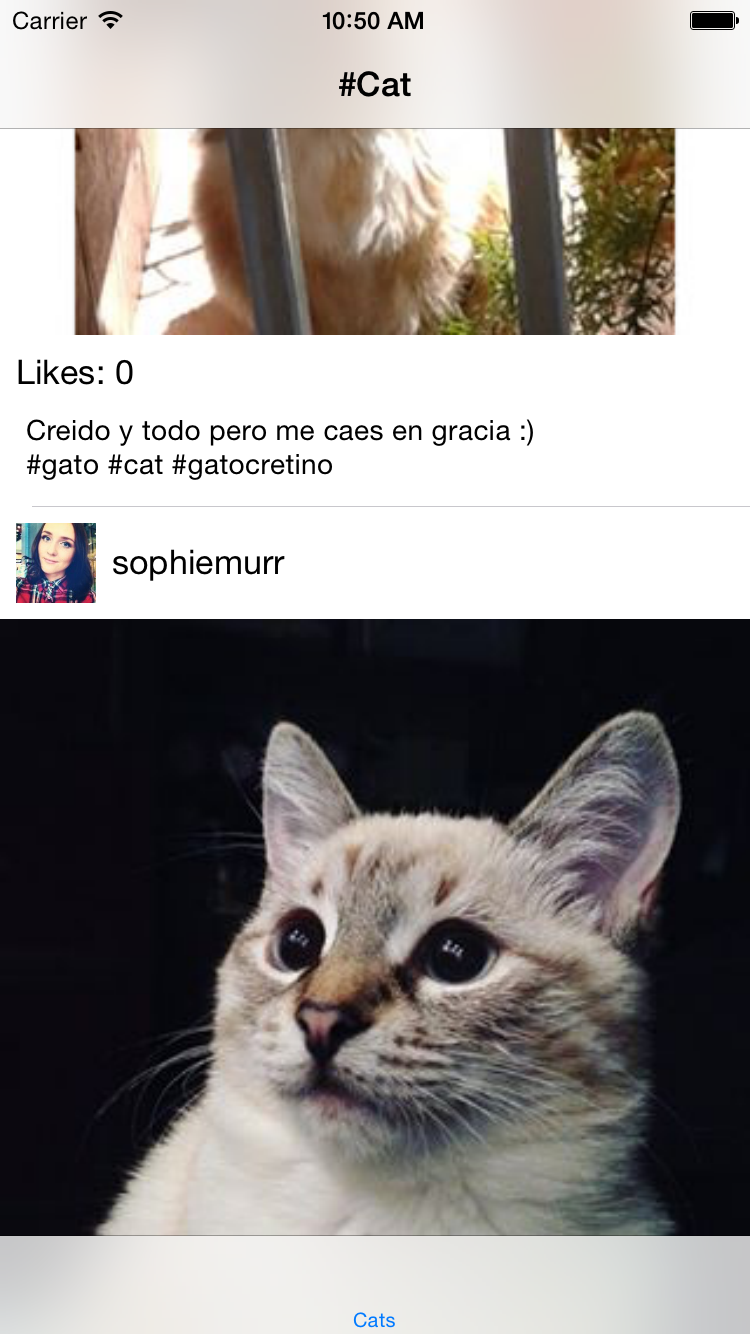 Carrier 10:50 AM
#Cat
Likes: 0
Creido y todo pero me caes en gracia :)
#gato #cat #gatocretino
sophiemurr
Cats